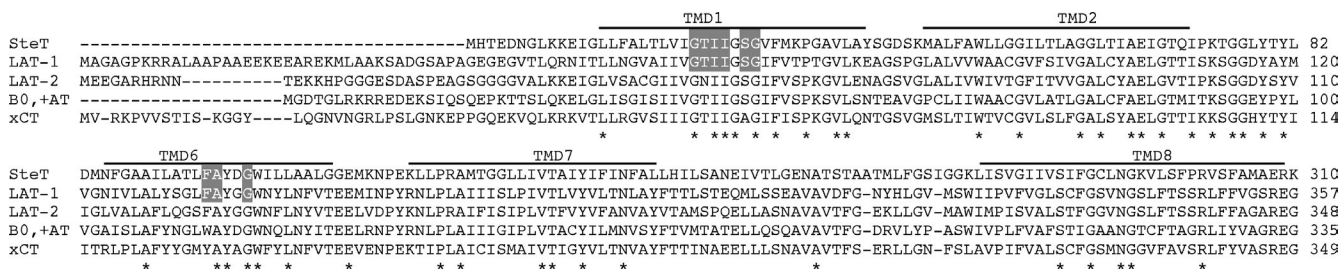 TMD1 TMD2
SteT --------------------------------------MHTEDNGLKKEIGLLFALTLVIGTIIGSGVFMKPGAVLAYSGDSKMALFAWLLGGILTLAGGLTIAEIGTQIPKTGGLYTYL 82
LAT-1 MAGAGPKRRALAAPAAEEKEEAREKMLAAKSADGSAPAGEGEGVTLQRNITLLNGVAIIVGTIIGSGIFVTPTGVLKEAGSPGLALVVWAACGVFSIVGALCYAELGTTISKSGGDYAYM 120
LAT-2 MEEGARHRNN----------TEKKHPGGGESDASPEAGSGGGGVALKKEIGLVSACGIIVGNIIGSGIFVSPKGVLENAGSVGLALIVWIVTGFITVVGALCYAELGVTIPKSGGDYSYV 110
B0,+AT --------------------MGDTGLRKRREDEKSIQSQEPKTTSLQKELGLISGISIIVGTIIGSGIFVSPKSVLSNTEAVGPCLIIWAACGVLATLGALCFAELGTMITKSGGEYPYL 100
xCT MV-RKPVVSTIS-KGGY----LQGNVNGRLPSLGNKEPPGQEKVQLKRKVTLLRGVSIIIGTIIGAGIFISPKGVLQNTGSVGMSLTIWTVCGVLSLFGALSYAELGTTIKKSGGHYTYI 114
* * *** * * * ** * * * * ** * * ** ** * *
TMD6 TMD7 TMD8
SteT DMNFGAAILATLFAYDGWILLAALGGEMKNPEKLLPRAMTGGLLIVTAIYIFINFALLHILSANEIVTLGENATSTAATMLFGSIGGKLISVGIIVSIFGCLNGKVLSFPRVSFAMAERK 310
LAT-1 VGNIVLALYSGLFAYGGWNYLNFVTEEMINPYRNLPLAIIISLPIVTLVYVLTNLAYFTTLSTEQMLSSEAVAVDFG-NYHLGV-MSWIIPVFVGLSCFGSVNGSLFTSSRLFFVGSREG 357
LAT-2 IGLVALAFLQGSFAYGGWNFLNYVTEELVDPYKNLPRAIFISIPLVTFVYVFANVAYVTAMSPQELLASNAVAVTFG-EKLLGV-MAWIMPISVALSTFGGVNGSLFTSSRLFFAGAREG 348
B0,+AT VGAISLAFYNGLWAYDGWNQLNYITEELRNPYRNLPLAIIIGIPLVTACYILMNVSYFTVMTATELLQSQAVAVTFG-DRVLYP-ASWIVPLFVAFSTIGAANGTCFTAGRLIYVAGREG 335
xCT ITRLPLAFYYGMYAYAGWFYLNFVTEEVENPEKTIPLAICISMAIVTIGYVLTNVAYFTTINAEELLLSNAVAVTFS-ERLLGN-FSLAVPIFVALSCFGSMNGGVFAVSRLFYVASREG 349
* ** ** * * * * ** * * * * * ** *